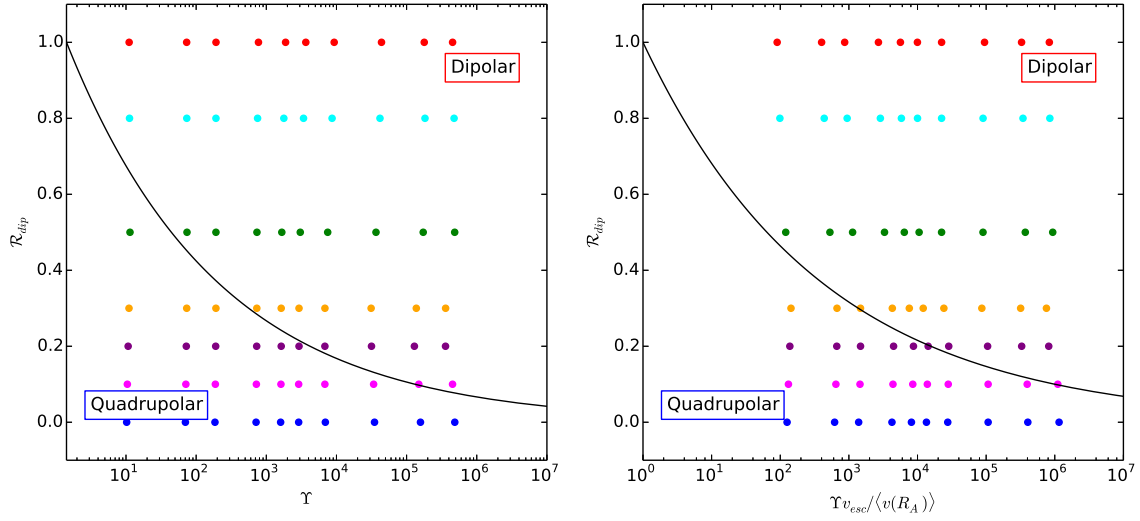 1.0
0.8
0.6
0.4
0.2
0.0
ℛ_dip
Dipolar
Quadrupolar
10^1 10^2 10^3 10^4 10^5 10^6 10^7
ϒ
1.0
0.8
0.6
0.4
0.2
0.0
ℛ_dip
Dipolar
Quadrupolar
10^0 10^1 10^2 10^3 10^4 10^5 10^6 10^7
ϒv_esc/⟨v(R_A)⟩